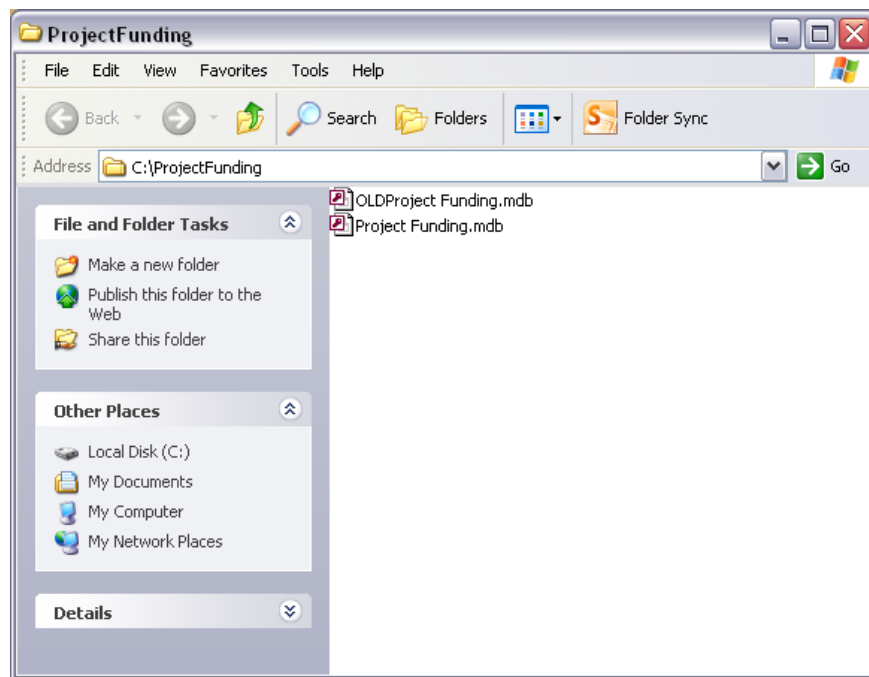 ProjectFunding
File Edit View Favorites Tools Help
Back Search Folders Folder Sync
Address C:\ProjectFunding Go
OLDProject Funding.mdb
Project Funding.mdb
File and Folder Tasks
Make a new folder
Publish this folder to the
Web
Share this folder
Other Places
Local Disk (C:)
My Documents
My Computer
My Network Places
Details